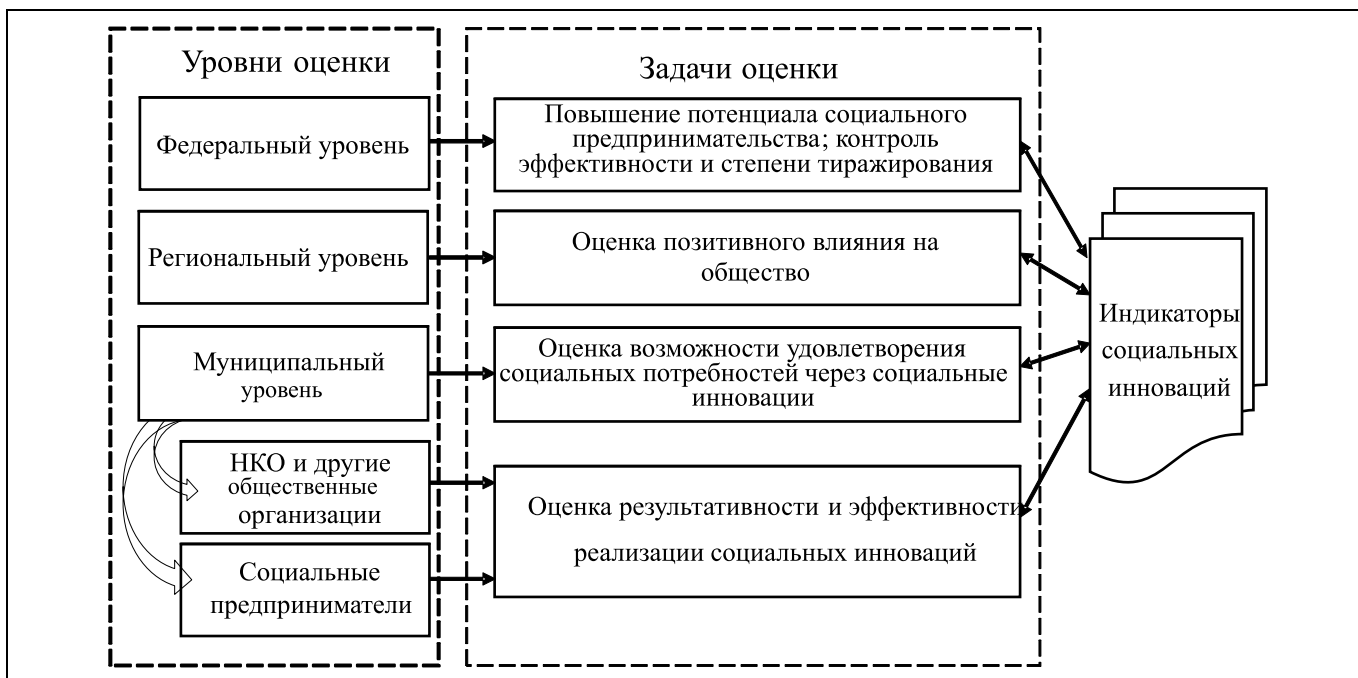 Уровни оценки
Федеральный уровень
Региональный уровень
Муниципальный
уровень
НКО и другие
общественные
организации
Социальные
предприниматели
Задачи оценки
Повышение потенциала социального
предпринимательства; контроль
эффективности и степени тиражирования
Оценка позитивного влияния на
общество
Оценка возможности удовлетворения
социальных потребностей через социальные
инновации
Оценка результативности и эффективности
реализации социальных инноваций
Индикаторы
социальных
инноваций